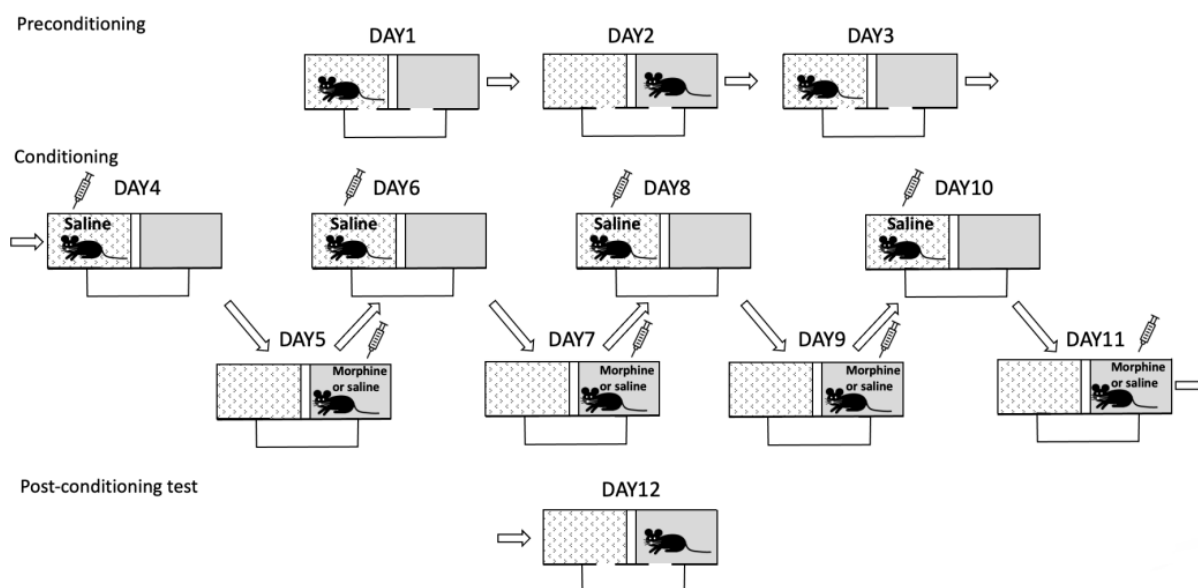 Preconditioning
DAY1
DAY2
DAY3
Conditioning
DAY4
DAY6
DAY8
DAY10
Saline
Saline
Saline
Saline
DAY5
DAY7
DAY9
DAY11
Morphine
or saline
Morphine
or saline
Morphine
or saline
Morphine
or saline
Post-conditioning test
DAY12